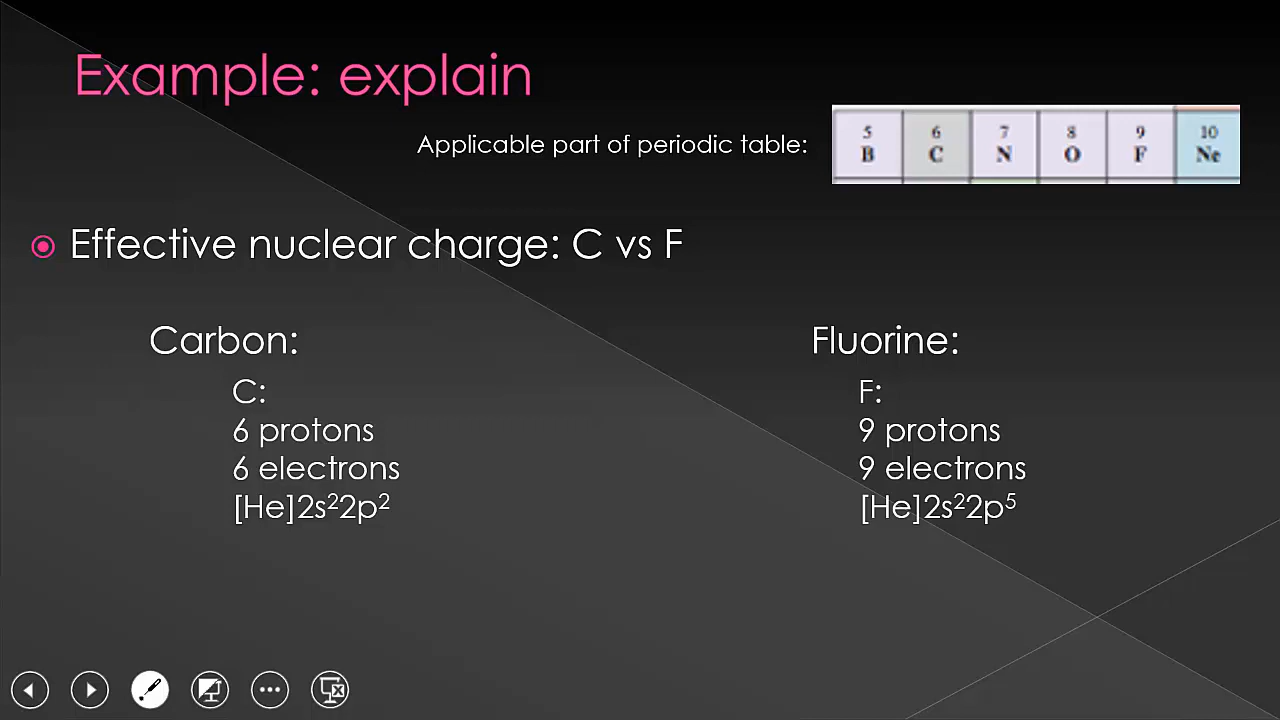 Example: explain
Applicable part of periodic table:
5 6 7 8 9 10
B C N O F Ne
Effective nuclear charge: C vs F
Carbon:
C:
6 protons
6 electrons
[He]2s²2p²
Fluorine:
F:
9 protons
9 electrons
[He]2s²2p⁵